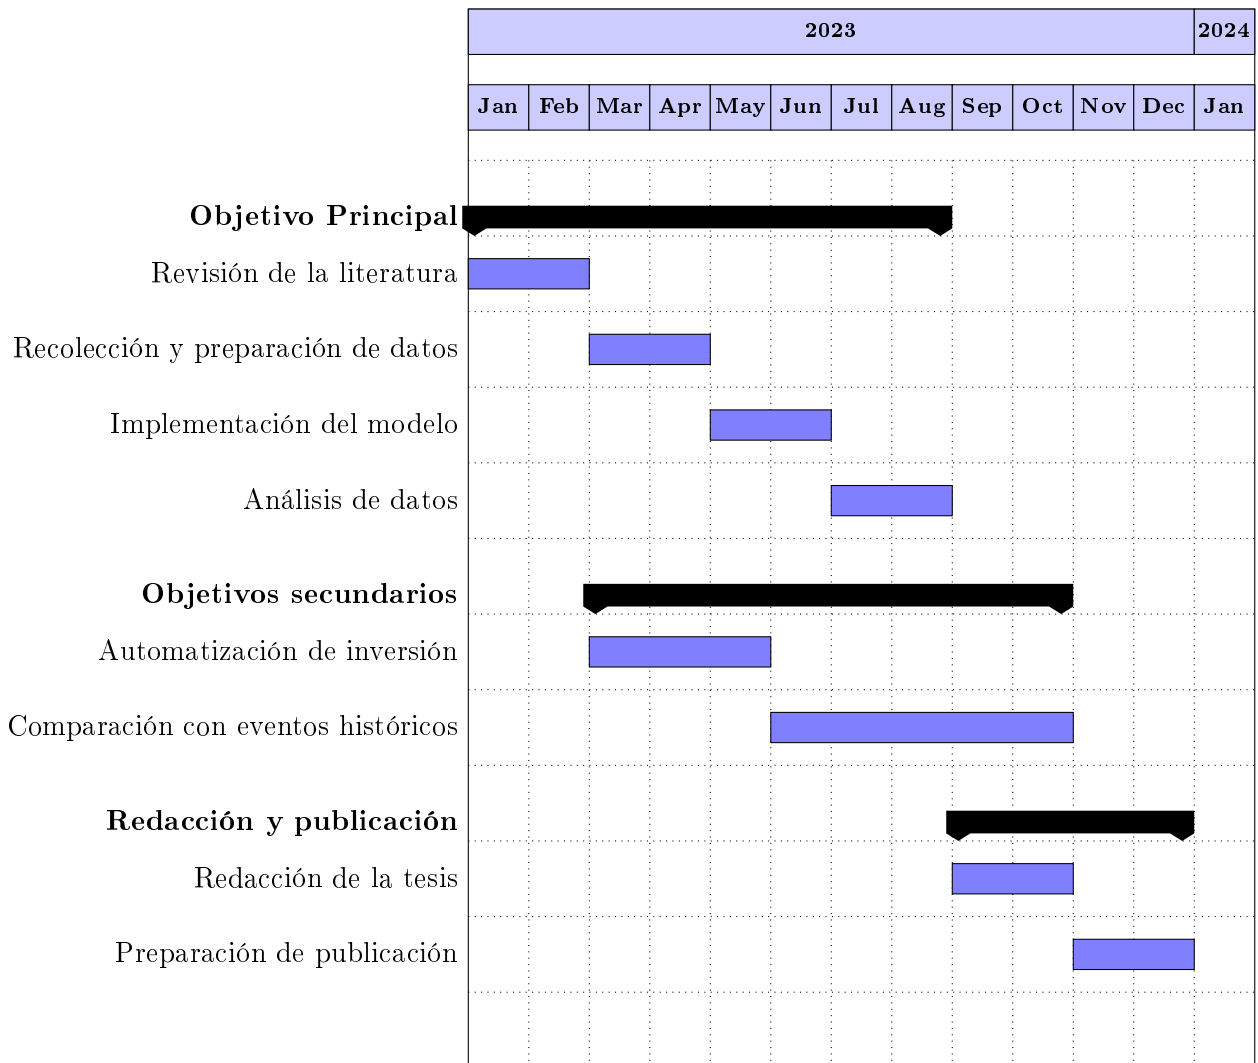 2023 2024
Jan Feb Mar Apr May Jun Jul Aug Sep Oct Nov Dec Jan
Objetivo Principal
Revisión de la literatura
Recolección y preparación de datos
Implementación del modelo
Análisis de datos
Objetivos secundarios
Automatización de inversión
Comparación con eventos históricos
Redacción y publicación
Redacción de la tesis
Preparación de publicación